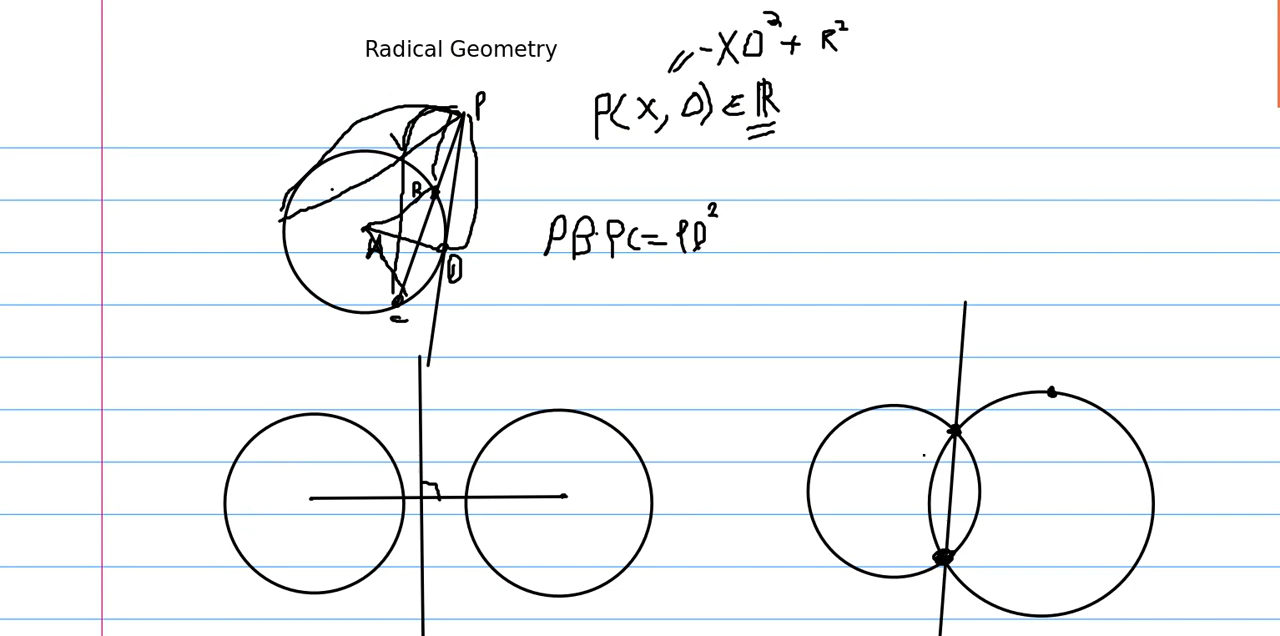 Radical Geometry
=-XO²+ R²
P(X, O) ∈ ℝ
P
B
PB·PC=PD²
A
D
C